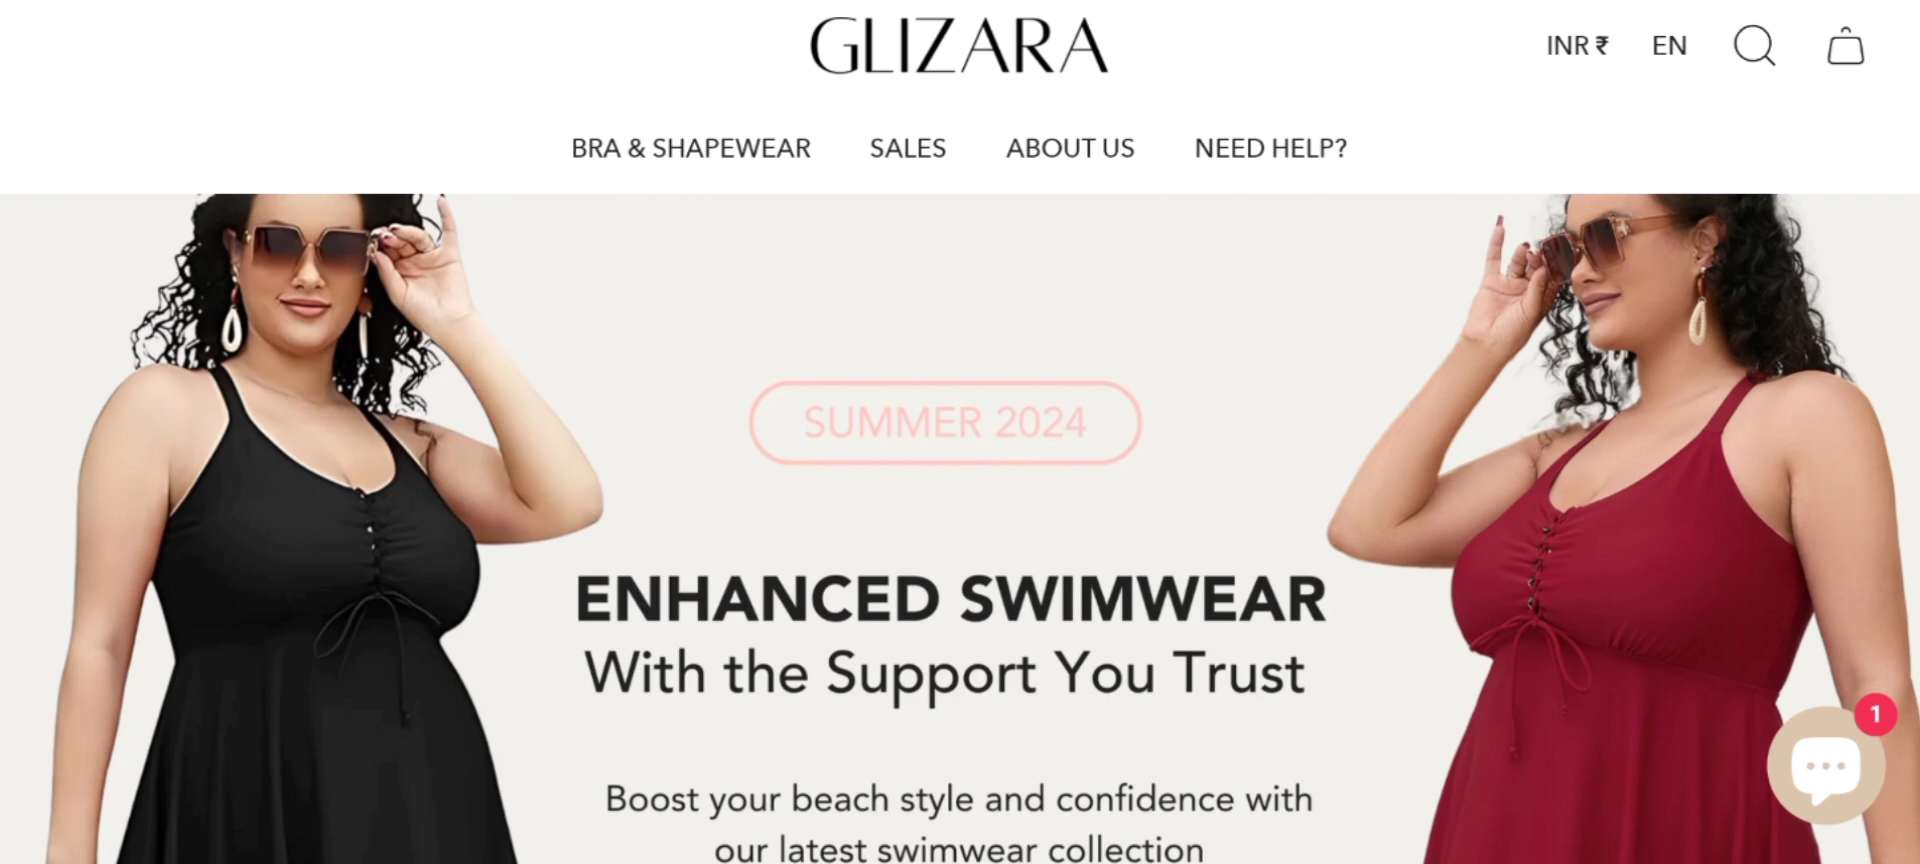 GLIZARA
INR ₹ EN
BRA & SHAPEWEAR SALES ABOUT US NEED HELP?
SUMMER 2024
ENHANCED SWIMWEAR
With the Support You Trust
Boost your beach style and confidence with
our latest swimwear collection
1